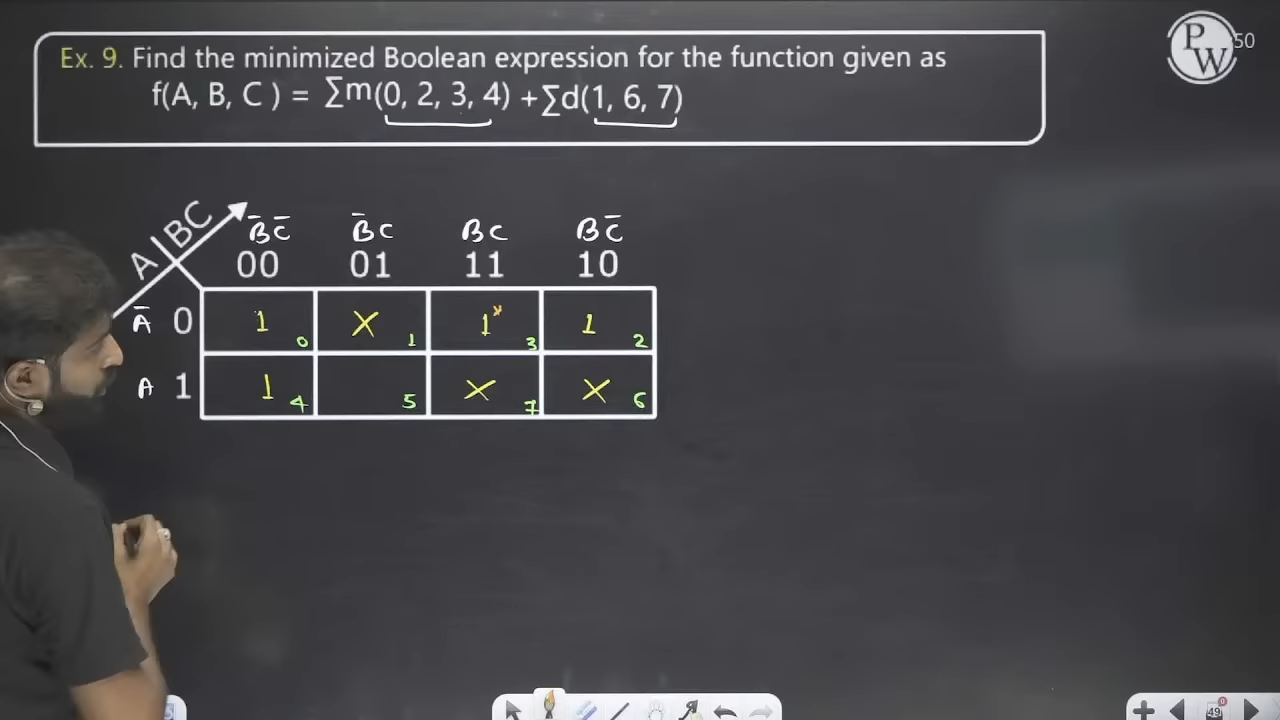 Ex. 9. Find the minimized Boolean expression for the function given as
f(A, B, C ) = ∑m(0, 2, 3, 4) +∑d(1, 6, 7)
PW
50
A BC
B̄C̄ B̄C BC BC̄
00 01 11 10
Ā 0 1 0 X 1 1* 3 1 2
A 1 1 4 5 X 7 X 6
49